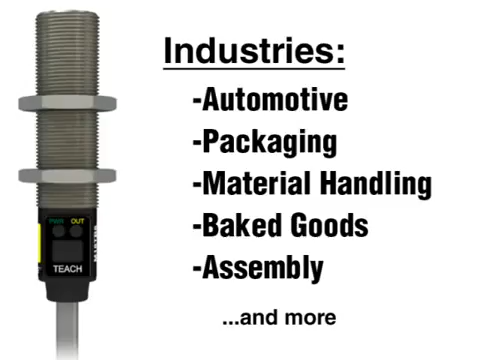 Industries:
-Automotive
-Packaging
-Material Handling
-Baked Goods
-Assembly
...and more
PWR OUT
TEACH